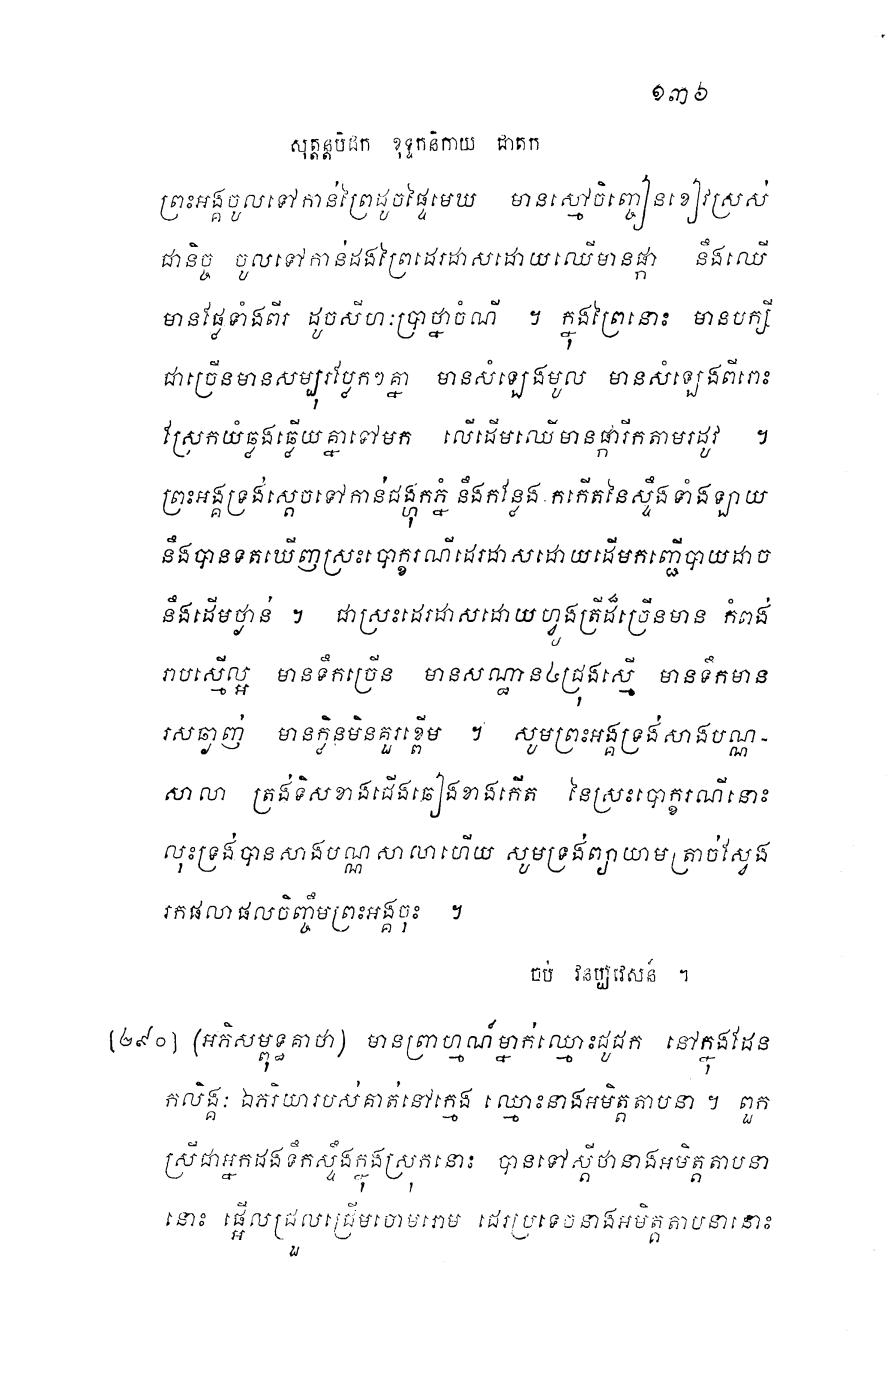 ១៣៦
សុត្តន្តបិដក ខុទ្ទកនិកាយ ជាតក
ព្រះអង្គចូលទៅកាន់ព្រៃដូចផ្ទៃមេឃ មានស្មៅចិញ្ចៀនខៀវស្រស់
ជានិច្ច ចូលទៅកាន់ដងព្រៃដេរដាសដោយឈើមានផ្កា នឹងឈើ
មានផ្លែទាំងពីរ ដូចសីហៈប្រាថ្នាចំណី ។ ក្នុងព្រៃនោះ មានបក្សី
ជាច្រើនមានសម្បុរប្លែកៗគ្នា មានសំឡេងមូល មានសំឡេងពីរោះ
ស្រែកយំឆ្លងឆ្លើយគ្នាទៅមក លើដើមឈើមានផ្ការីកតាមរដូវ ។
ព្រះអង្គទ្រង់ស្តេចទៅកាន់ជង្ហុកភ្នំ នឹងកន្លែង កកើតនៃស្ទឹងទាំងឡាយ
នឹងបានទតឃើញស្រះបោក្ខរណីដេរដាសដោយដើមកញ្ជើបាយដាច
នឹងដើមថ្លាន់ ។ ជាស្រះដេរដាសដោយហ្វូងត្រីដ៏ច្រើនមាន កំពង់
រាបស្មើល្អ មានទឹកច្រើន មានសណ្ឋាន៤ជ្រុងស្មើ មានទឹកមាន
រសឆ្ងាញ់ មានក្លិនមិនគួរខ្ពើម ។ សូមព្រះអង្គទ្រង់សាងបណ្ណ-
សាលា ត្រង់ទិសខាងជើងឆៀងខាងកើត នៃស្រះបោក្ខរណីនោះ
លុះទ្រង់បានសាងបណ្ណសាលាហើយ សូមទ្រង់ព្យាយាមត្រាច់ស្វែង
រកផលាផលចិញ្ចឹមព្រះអង្គចុះ ។
ចប់ វនប្បវេសន៍ ។
[២៩០] (អភិសម្ពុទ្ធគាថា) មានព្រាហ្មណ៍ម្នាក់ឈ្មោះជូជក នៅក្នុងដែន
កលិង្គៈ ឯភរិយារបស់គាត់នៅក្មេង ឈ្មោះនាងអមិត្តតាបនា ។ ពួក
ស្រីជាអ្នកដងទឹកស្ទឹងក្នុងស្រុកនោះ បានទៅស្តីថានាងអមិត្តតាបនា
នោះ ផ្អើលជ្រួលជ្រើមចោមរោម ដេរប្រទេចនាងអមិត្តតាបនានោះ